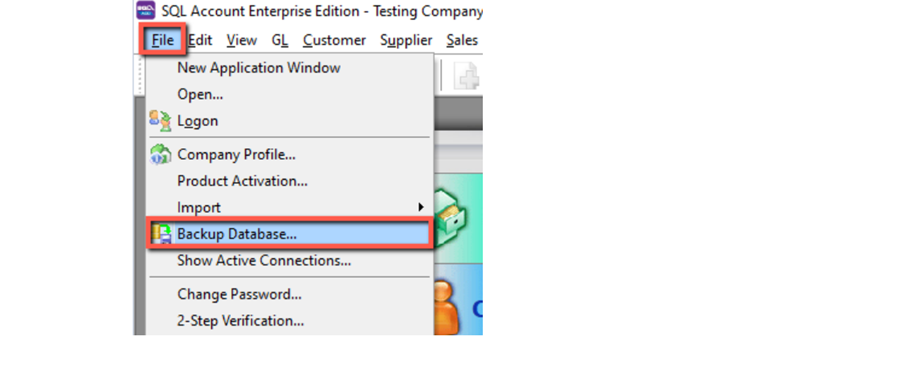 SQL Account Enterprise Edition - Testing Company
File Edit View GL Customer Supplier Sales
New Application Window
Open...
Logon
Company Profile...
Product Activation...
Import
Backup Database...
Show Active Connections...
Change Password...
2-Step Verification...